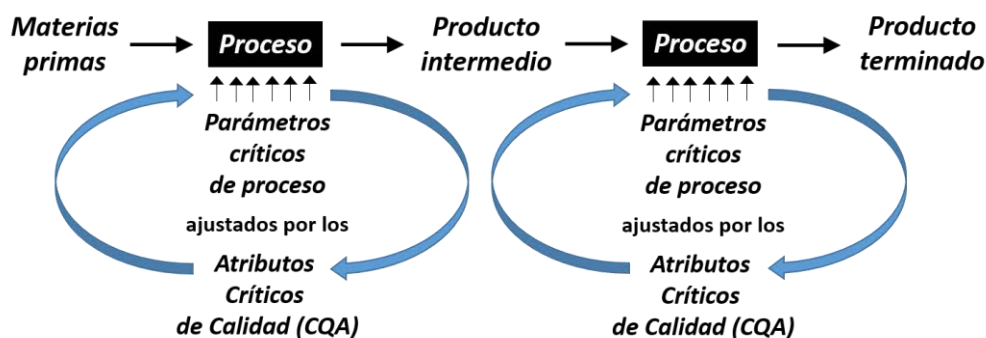 Materias
primas
Proceso
Producto
intermedio
Proceso
Producto
terminado
Parámetros
críticos
de proceso
ajustados por los
Atributos
Críticos
de Calidad (CQA)
Parámetros
críticos
de proceso
ajustados por los
Atributos
Críticos
de Calidad (CQA)